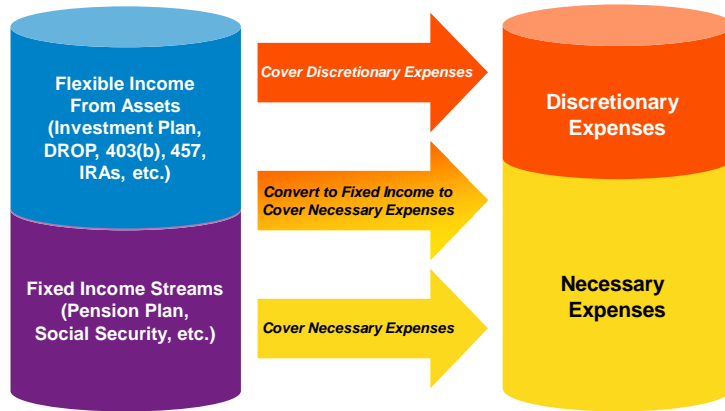 Flexible Income
From Assets
(Investment Plan,
DROP, 403(b), 457,
IRAs, etc.)
Fixed Income Streams
(Pension Plan,
Social Security, etc.)
Cover Discretionary Expenses
Convert to Fixed Income to
Cover Necessary Expenses
Cover Necessary Expenses
Discretionary
Expenses
Necessary
Expenses